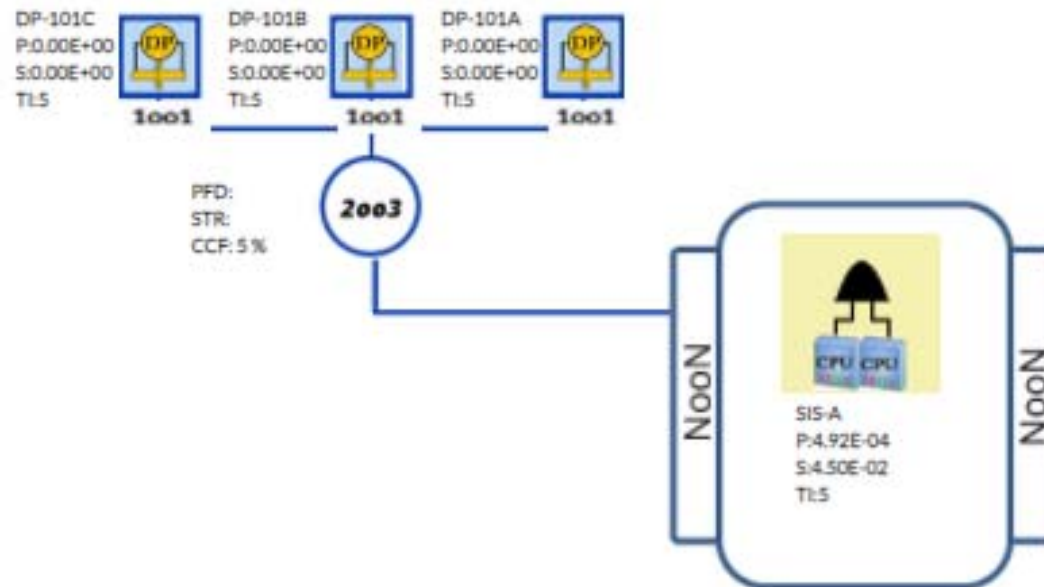 DP-101C
P:0.00E+00
S:0.00E+00
TI:5
DP
1oo1
DP-101B
P:0.00E+00
S:0.00E+00
TI:5
DP
1oo1
DP-101A
P:0.00E+00
S:0.00E+00
TI:5
DP
1oo1
PFD:
STR:
CCF: 5 %
2oo3
NooN
CPU CPU
SIS-A
P:4.92E-04
S:4.50E-02
TI:5
NooN